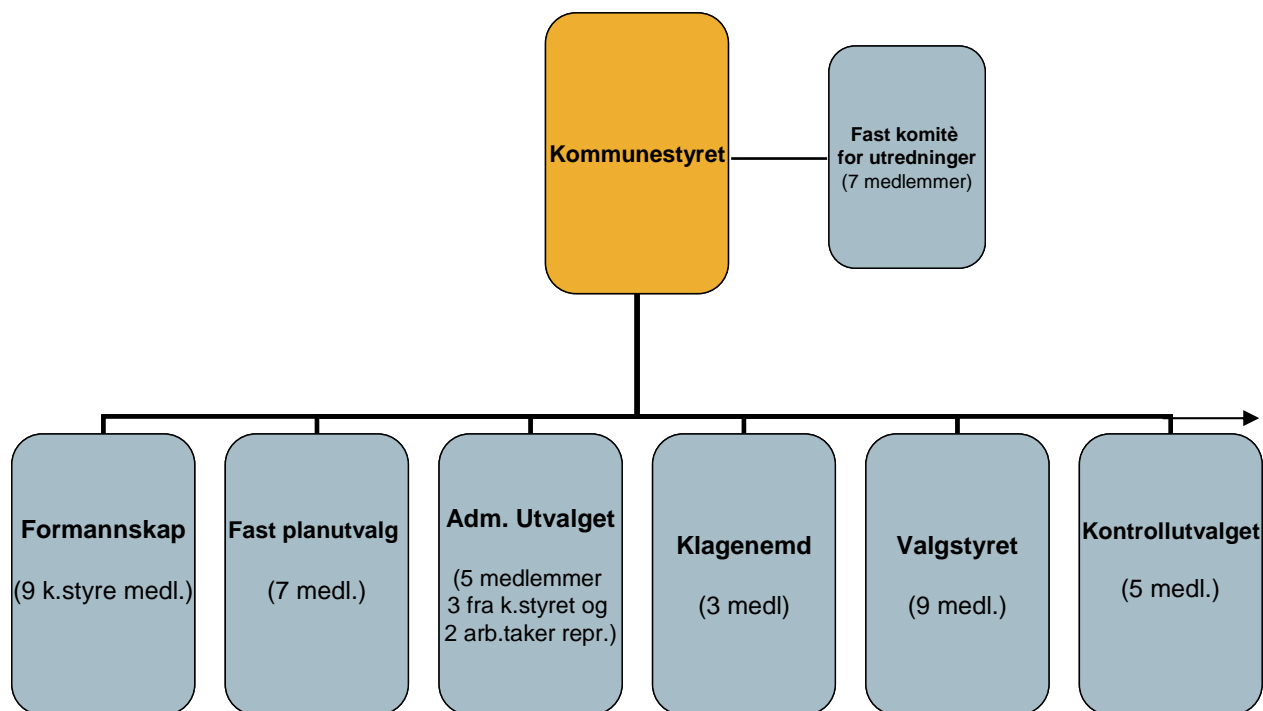 Kommunestyret
Fast komitè
for utredninger
(7 medlemmer)
Formannskap
(9 k.styre medl.)
Fast planutvalg
(7 medl.)
Adm. Utvalget
(5 medlemmer
3 fra k.styret og
2 arb.taker repr.)
Klagenemd
(3 medl)
Valgstyret
(9 medl.)
Kontrollutvalget
(5 medl.)